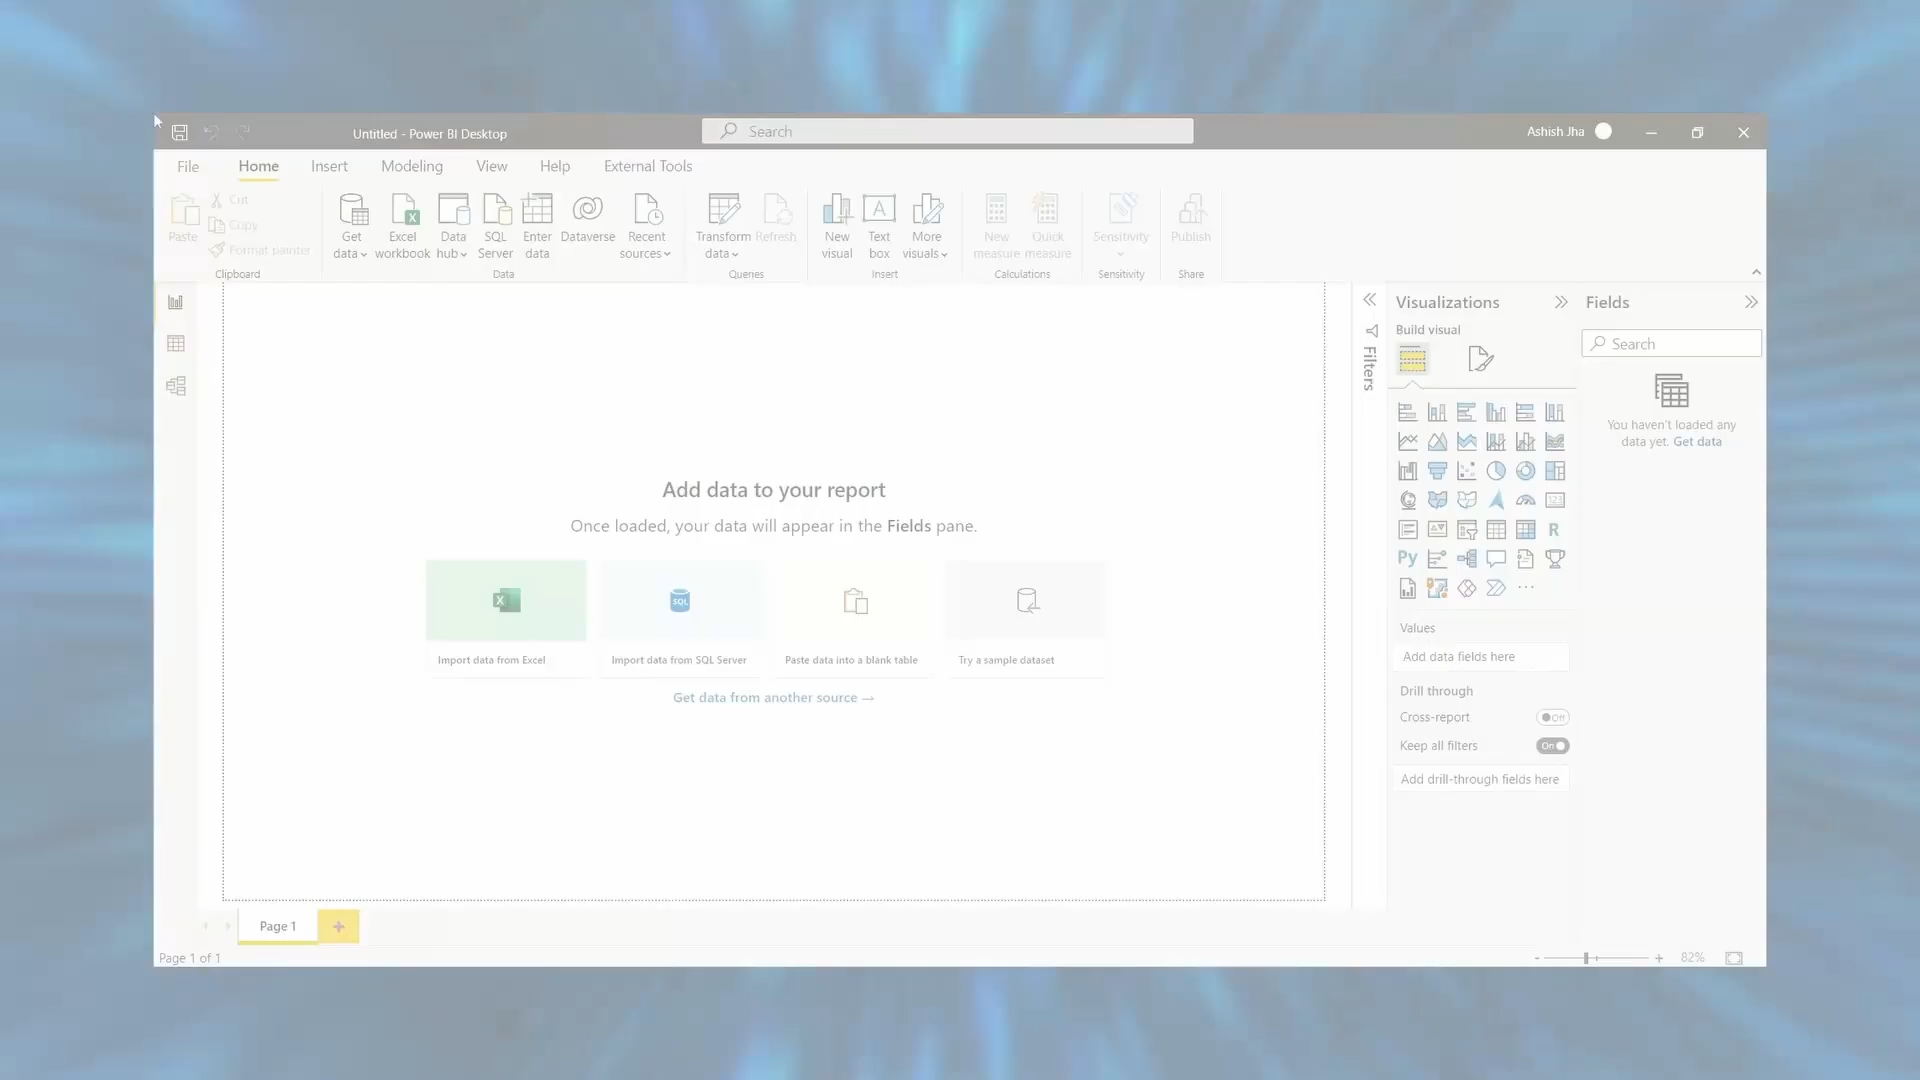 Untitled - Power BI Desktop
Search
Ashish Jha
File Home Insert Modeling View Help External Tools
Paste
Cut
Copy
Format painter
Clipboard
Get data
Excel workbook
Data hub
SQL Server
Enter data
Dataverse
Recent sources
Data
Transform data
Refresh
Queries
New visual
Text box
More visuals
Insert
New measure
Quick measure
Calculations
Sensitivity
Sensitivity
Publish
Share
Add data to your report
Once loaded, your data will appear in the Fields pane.
SQL
Import data from Excel
Import data from SQL Server
Paste data into a blank table
Try a sample dataset
Get data from another source →
Filters
Visualizations
Build visual
123
R
Py
Values
Add data fields here
Drill through
Cross-report
Off
Keep all filters
On
Add drill-through fields here
Fields
Search
You haven't loaded any
data yet. Get data
Page 1
Page 1 of 1
82%